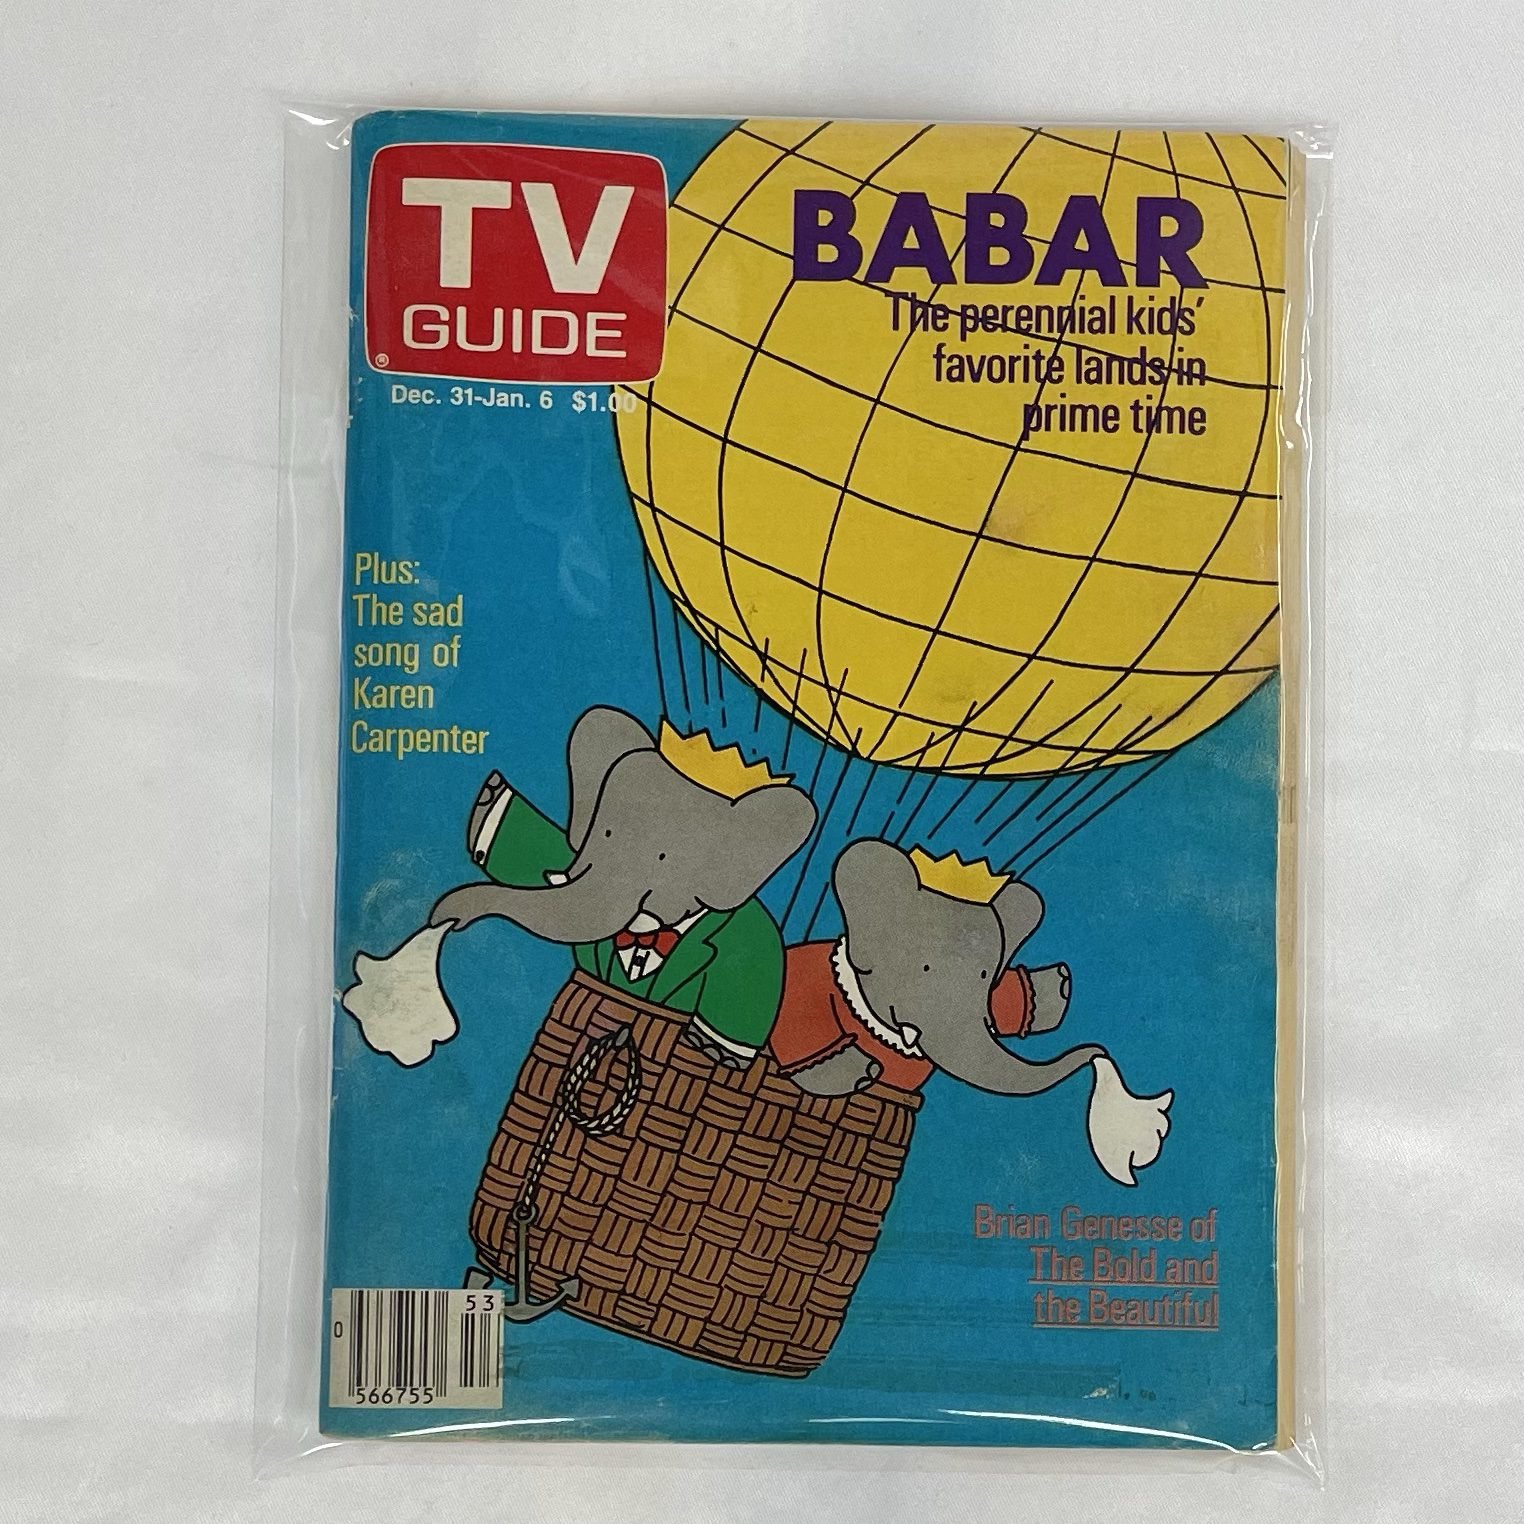 TV
GUIDE
®
Dec. 31-Jan. 6 $1.00
BABAR
The perennial kids'
favorite lands in
prime time
Plus:
The sad
song of
Karen
Carpenter
Brian Genesse of
The Bold and
the Beautiful
53
0
566755